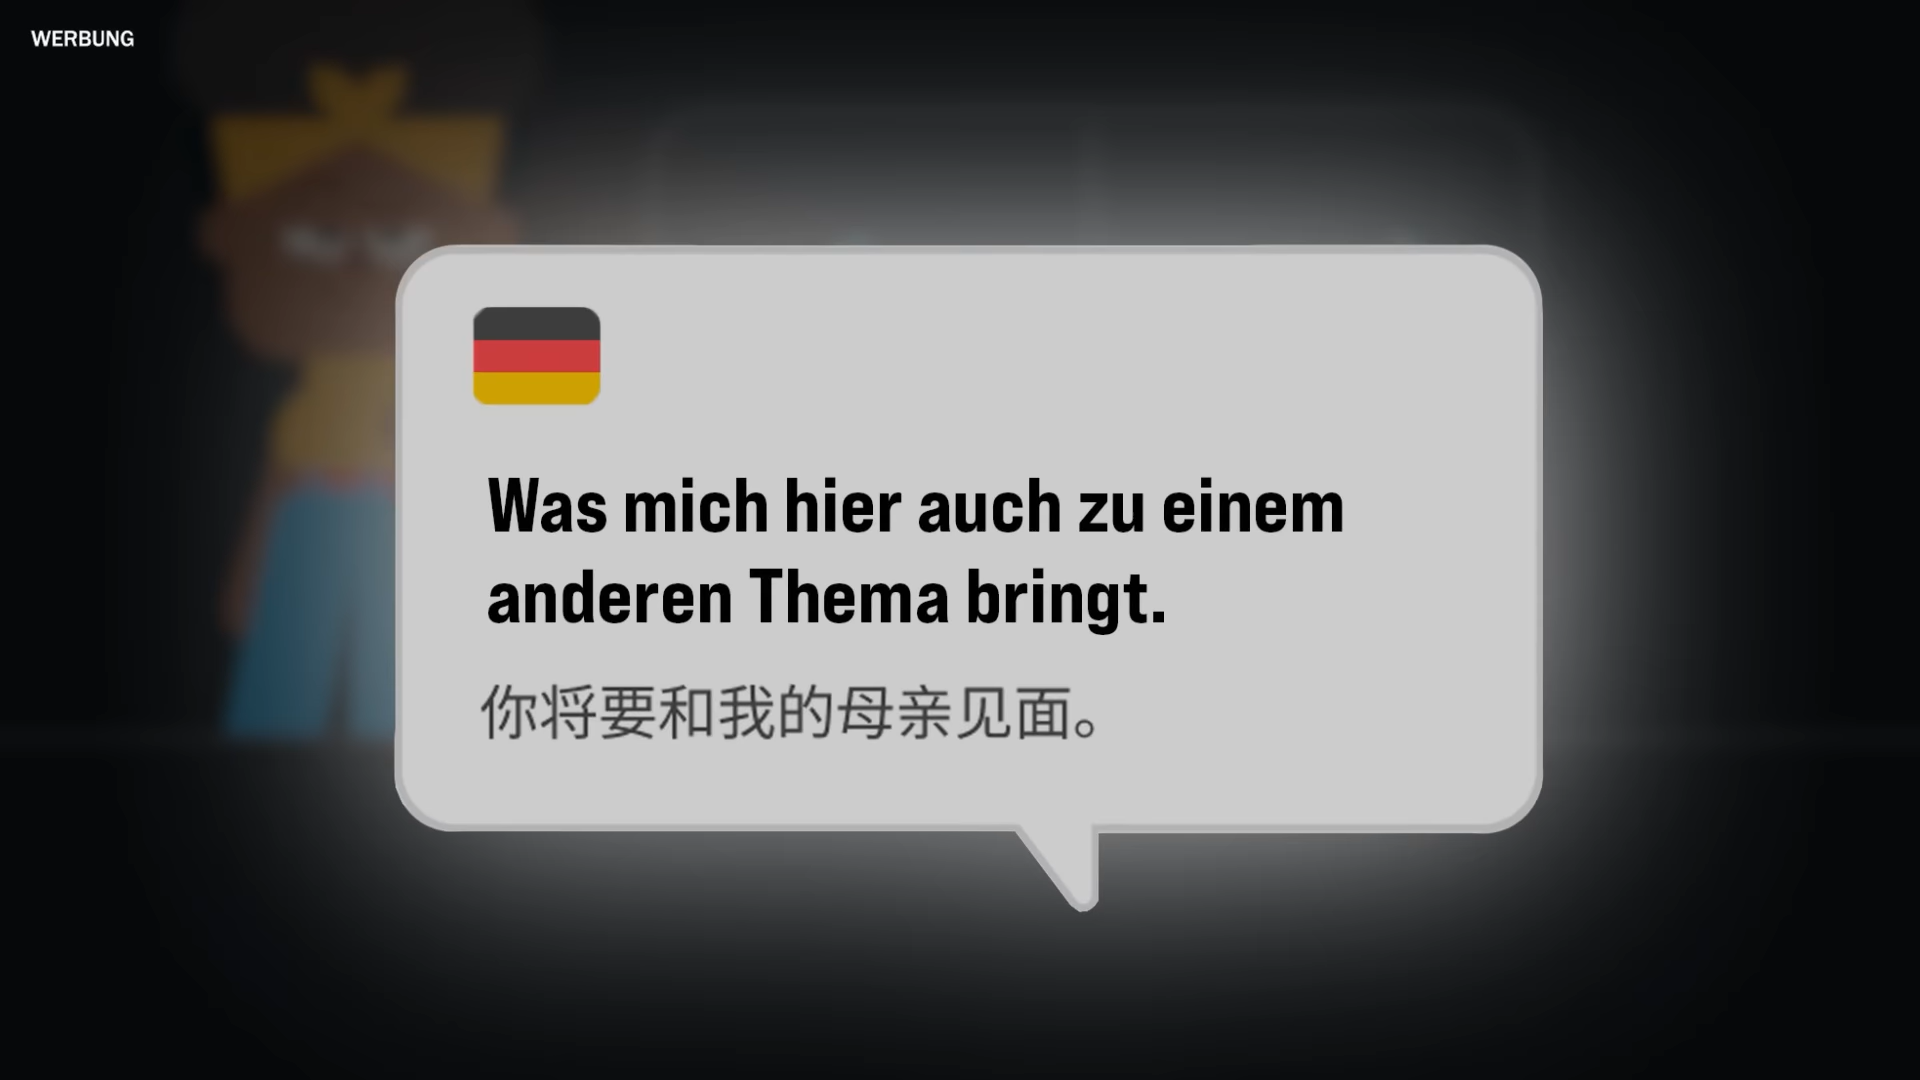 WERBUNG
Was mich hier auch zu einem
anderen Thema bringt.
你将要和我的母亲见面。